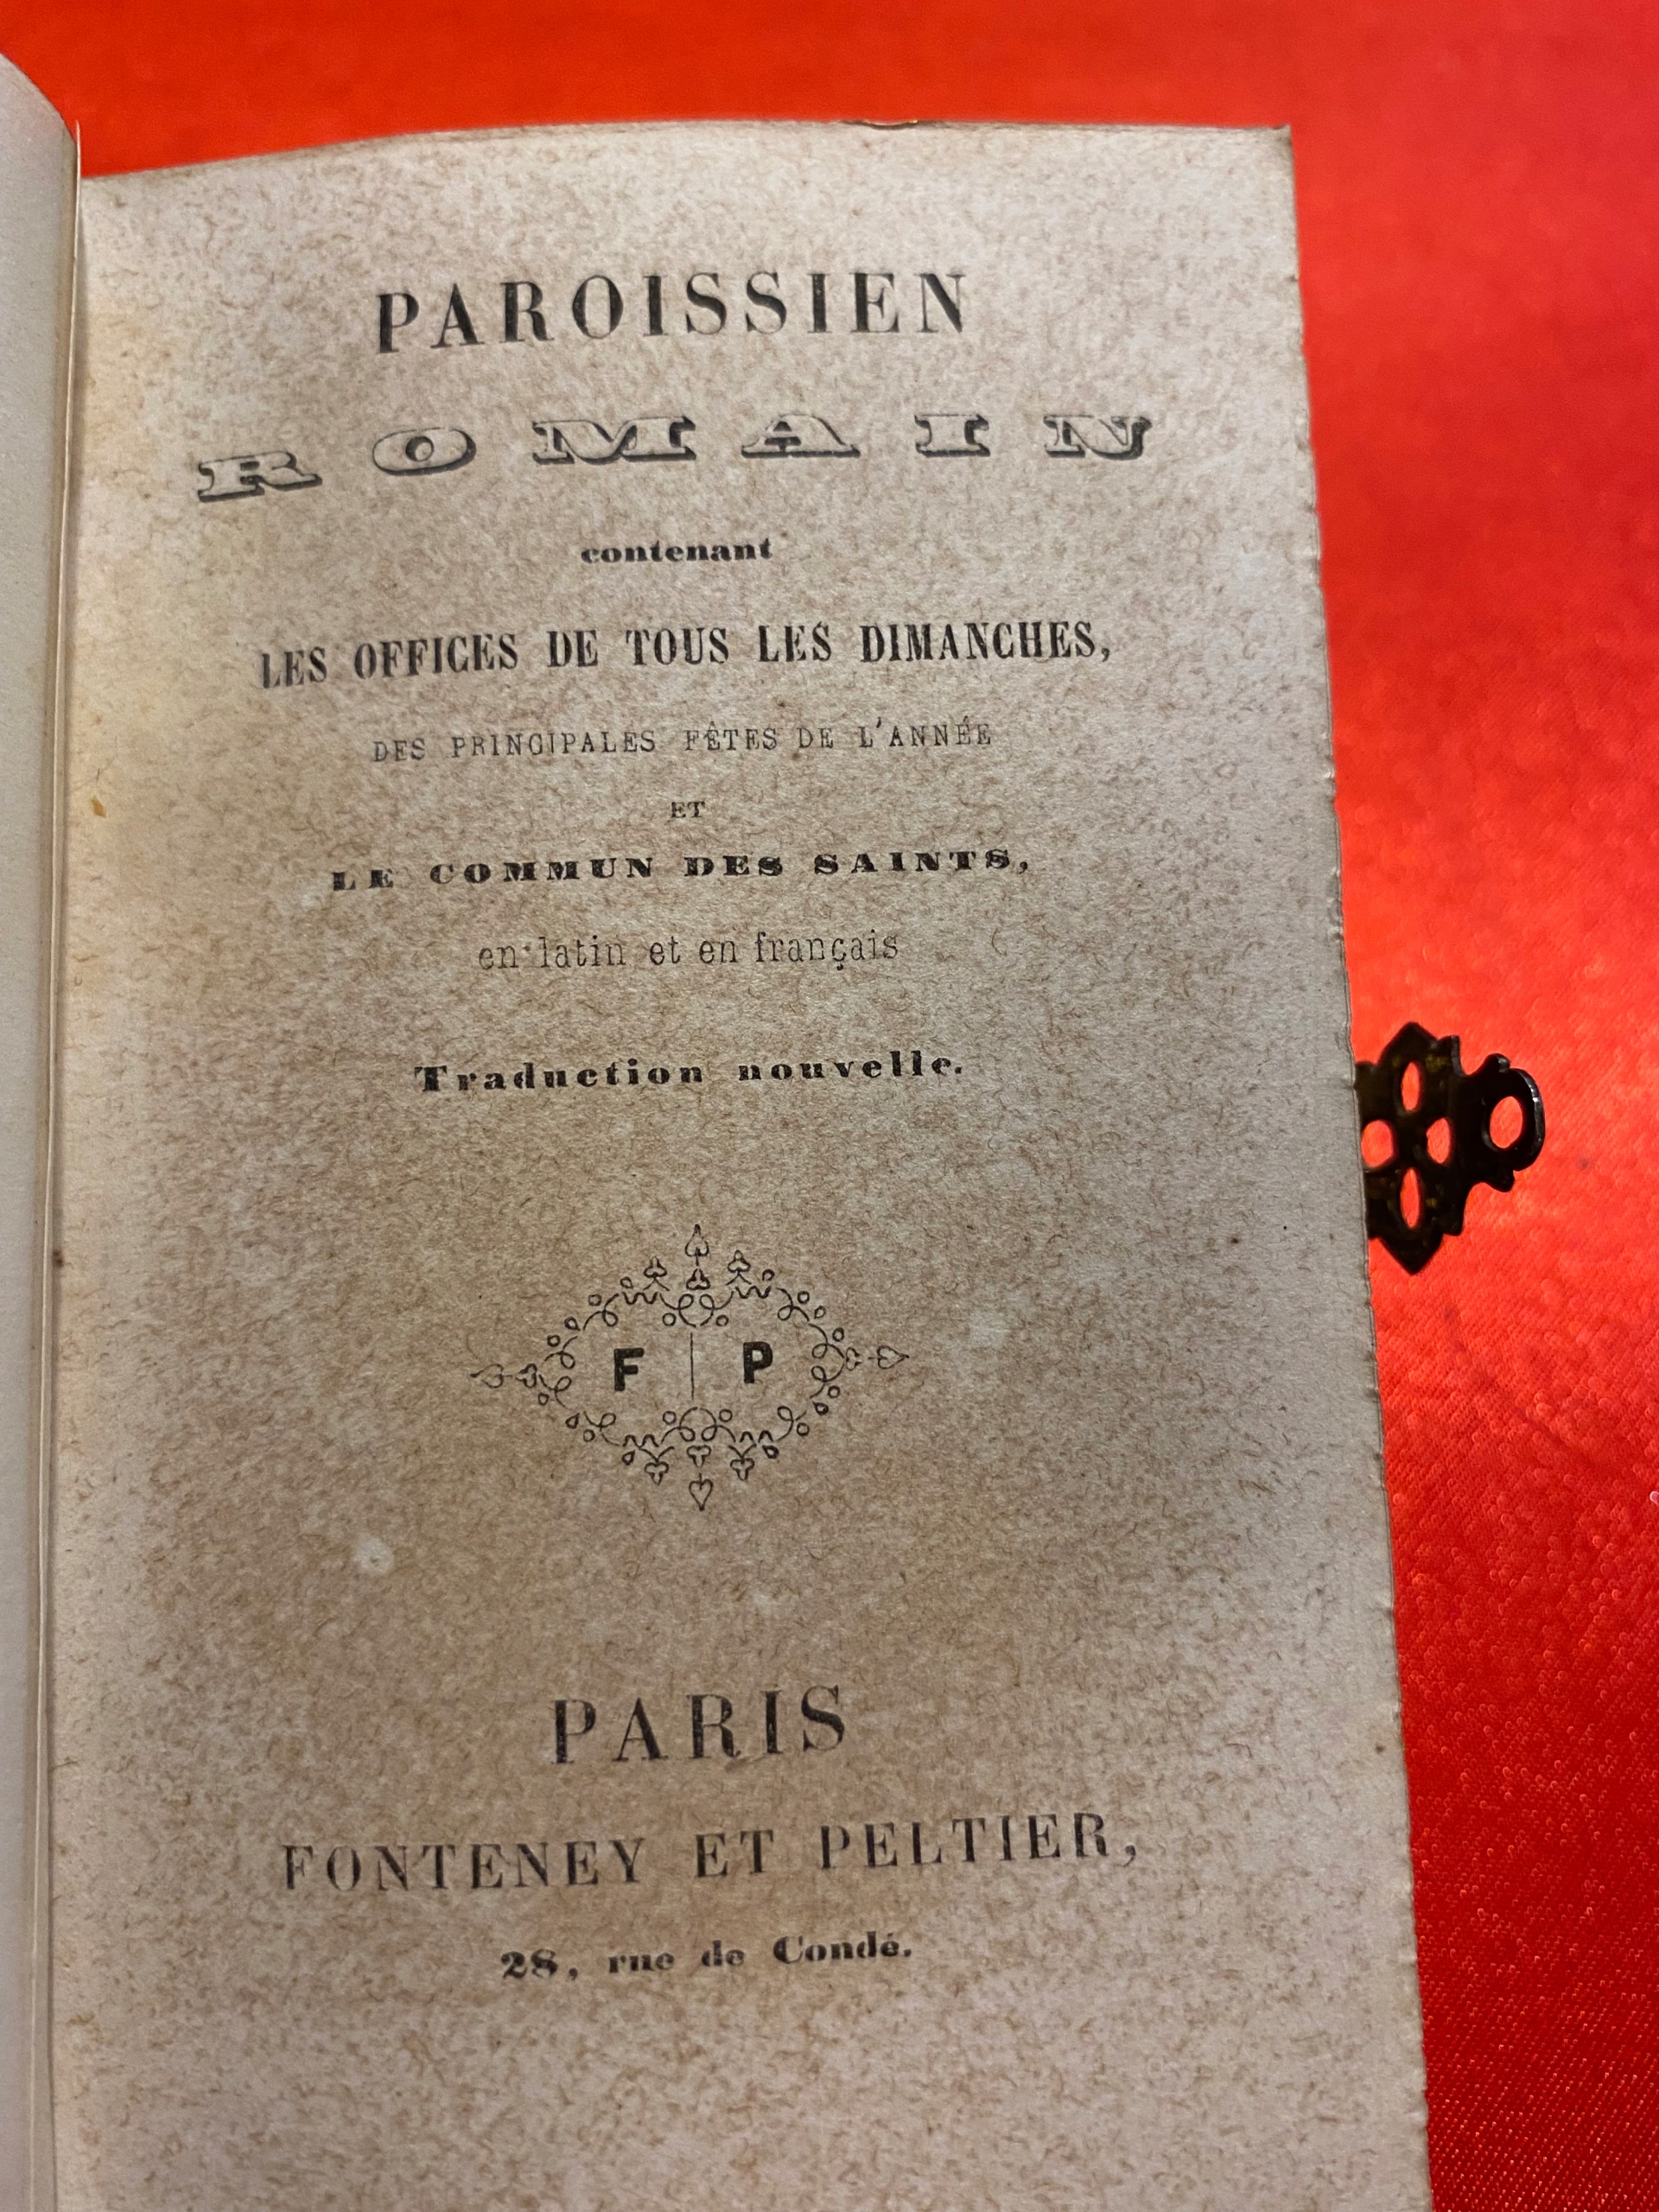 PAROISSIEN
ROMAIN
contenant
LES OFFICES DE TOUS LES DIMANCHES,
DES PRINCIPALES FÊTES DE L'ANNÉE
ET
LE COMMUN DES SAINTS,
en latin et en français
Traduction nouvelle.
F P
PARIS
FONTENEY ET PELTIER,
28, rue de Condé.